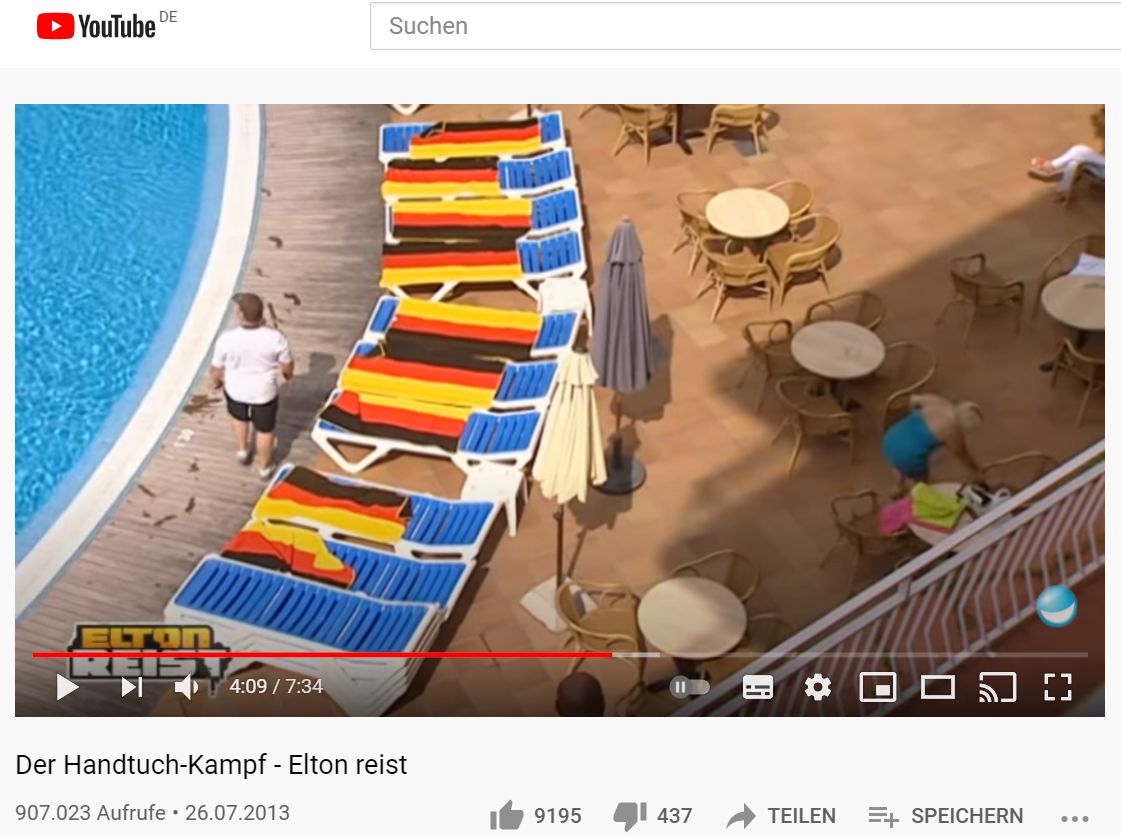 YouTube DE
Suchen
ELTON
REIST
4:09 / 7:34
Der Handtuch-Kampf - Elton reist
907.023 Aufrufe • 26.07.2013
9195
437
TEILEN
SPEICHERN